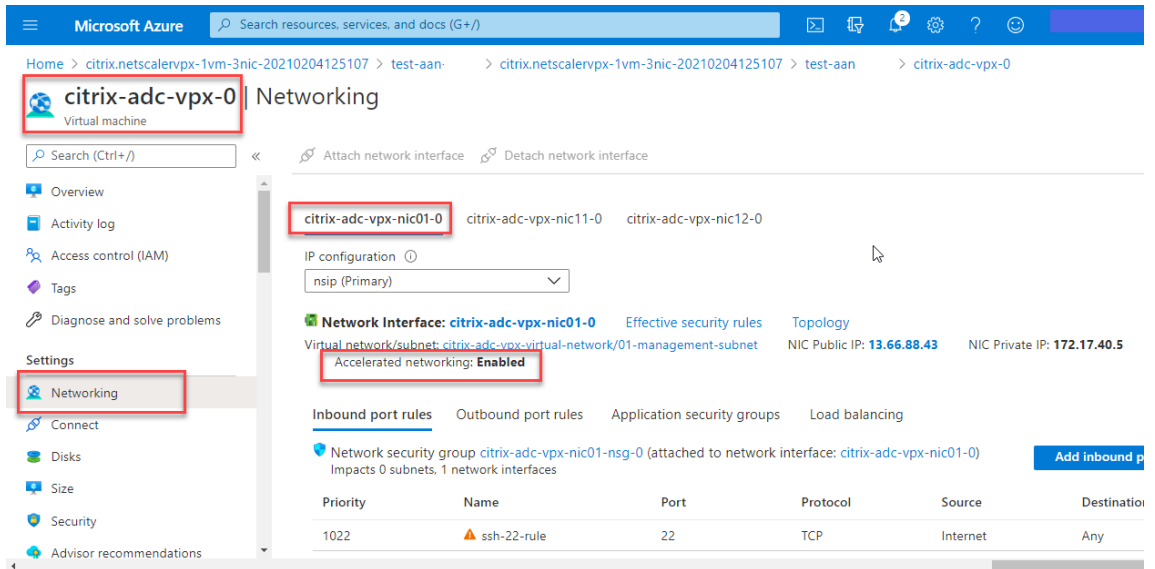 Microsoft Azure
Search resources, services, and docs (G+/)
2
Home > citrix.netscalervpx-1vm-3nic-20210204125107 > test-aan > citrix.netscalervpx-1vm-3nic-20210204125107 > test-aan > citrix-adc-vpx-0
citrix-adc-vpx-0 | Networking
Virtual machine
Search (Ctrl+/)
«
Attach network interface
Detach network interface
Overview
Activity log
Access control (IAM)
Tags
Diagnose and solve problems
Settings
Networking
Connect
Disks
Size
Security
Advisor recommendations
citrix-adc-vpx-nic01-0
citrix-adc-vpx-nic11-0
citrix-adc-vpx-nic12-0
IP configuration
nsip (Primary)
Network Interface: citrix-adc-vpx-nic01-0 Effective security rules Topology
Virtual network/subnet: citrix-adc-vpx-virtual-network/01-management-subnet NIC Public IP: 13.66.88.43 NIC Private IP: 172.17.40.5
Accelerated networking: Enabled
Inbound port rules Outbound port rules Application security groups Load balancing
Network security group citrix-adc-vpx-nic01-nsg-0 (attached to network interface: citrix-adc-vpx-nic01-0)
Impacts 0 subnets, 1 network interfaces
Add inbound p
Priority Name Port Protocol Source Destination
1022 ssh-22-rule 22 TCP Internet Any